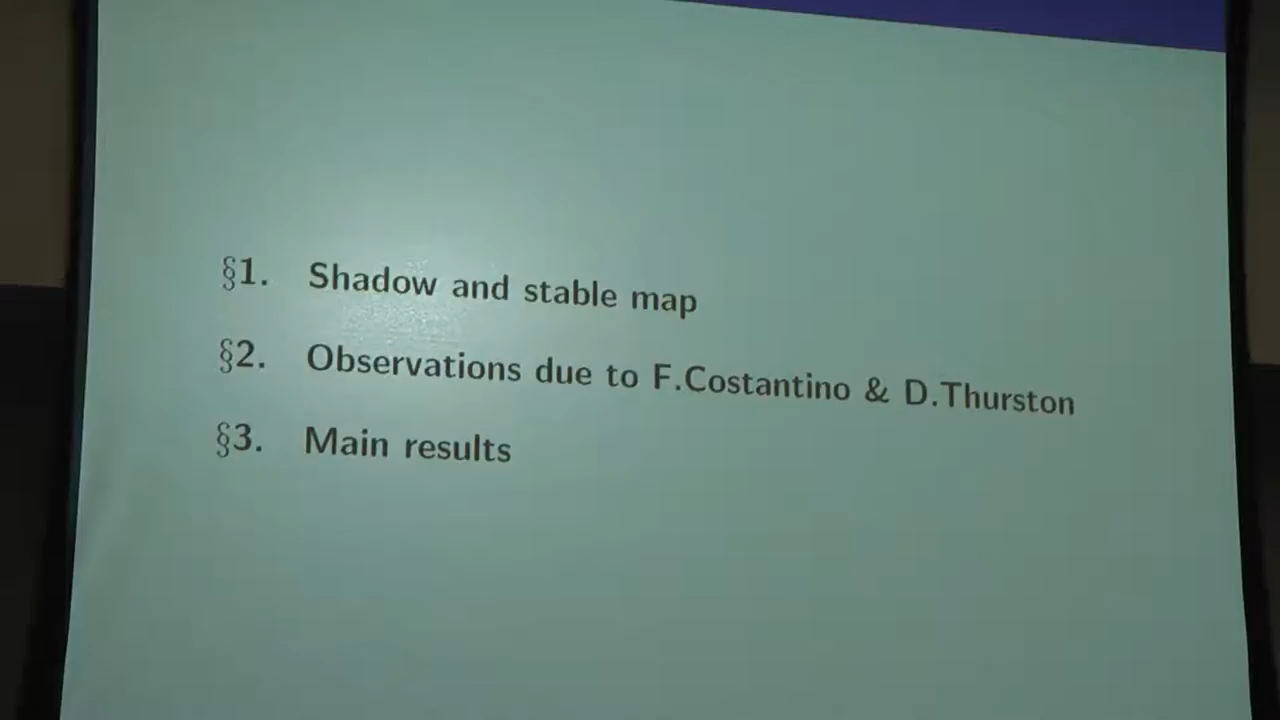 §1. Shadow and stable map
§2. Observations due to F.Costantino & D.Thurston
§3. Main results